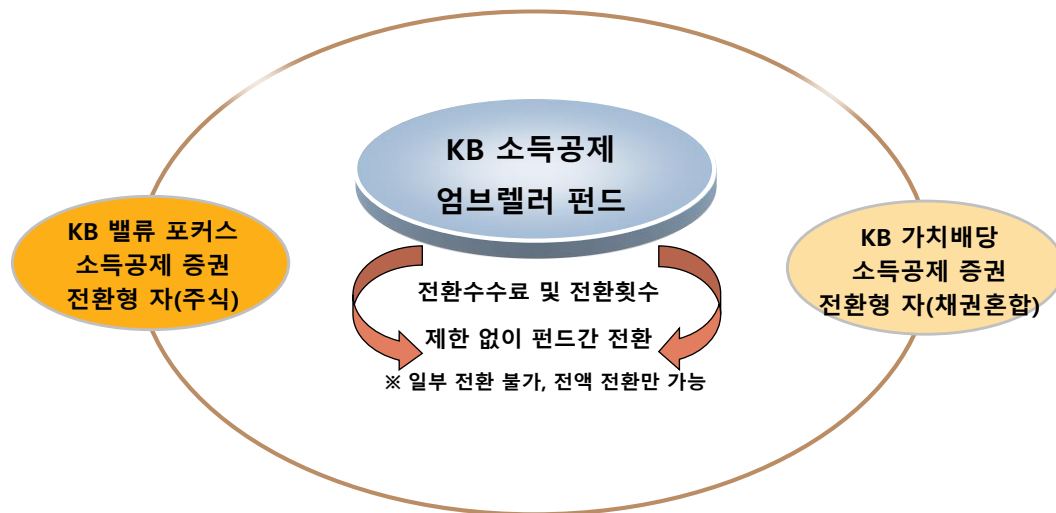 KB 소득공제
엄브렐러 펀드
KB 밸류 포커스
소득공제 증권
전환형 자(주식)
전환수수료 및 전환횟수
제한 없이 펀드간 전환
※ 일부 전환 불가, 전액 전환만 가능
KB 가치배당
소득공제 증권
전환형 자(채권혼합)